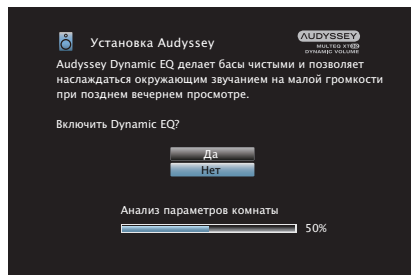 Установка Audyssey
AUDYSSEY
MULTEQ XT32
DYNAMIC VOLUME
Audyssey Dynamic EQ делает басы чистыми и позволяет
наслаждаться окружающим звучанием на малой громкости
при позднем вечернем просмотре.
Включить Dynamic EQ?
Да
Нет
Анализ параметров комнаты
50%